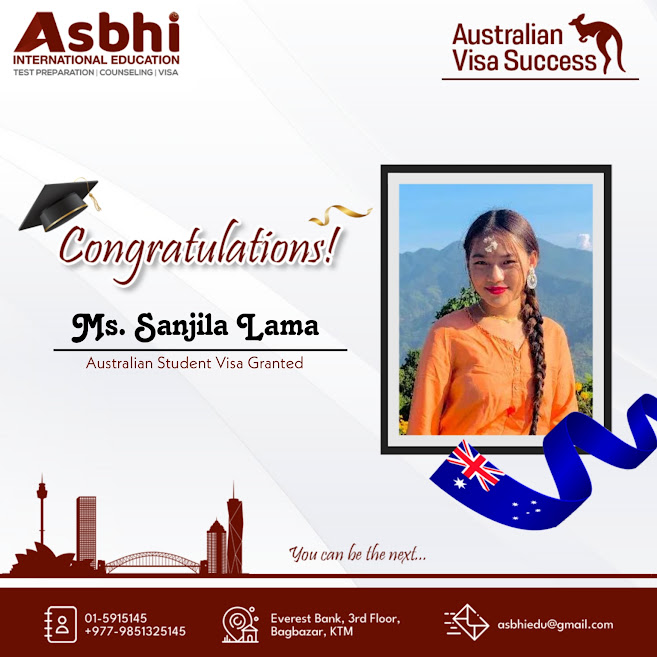 Asbhi
INTERNATIONAL EDUCATION
TEST PREPARATION | COUNSELING | VISA
Australian
Visa Success
Congratulations!
Ms. Sanjila Lama
Australian Student Visa Granted
You can be the next...
01-5915145
+977-9851325145
Everest Bank, 3rd Floor,
Bagbazar, KTM
asbhiedu@gmail.com